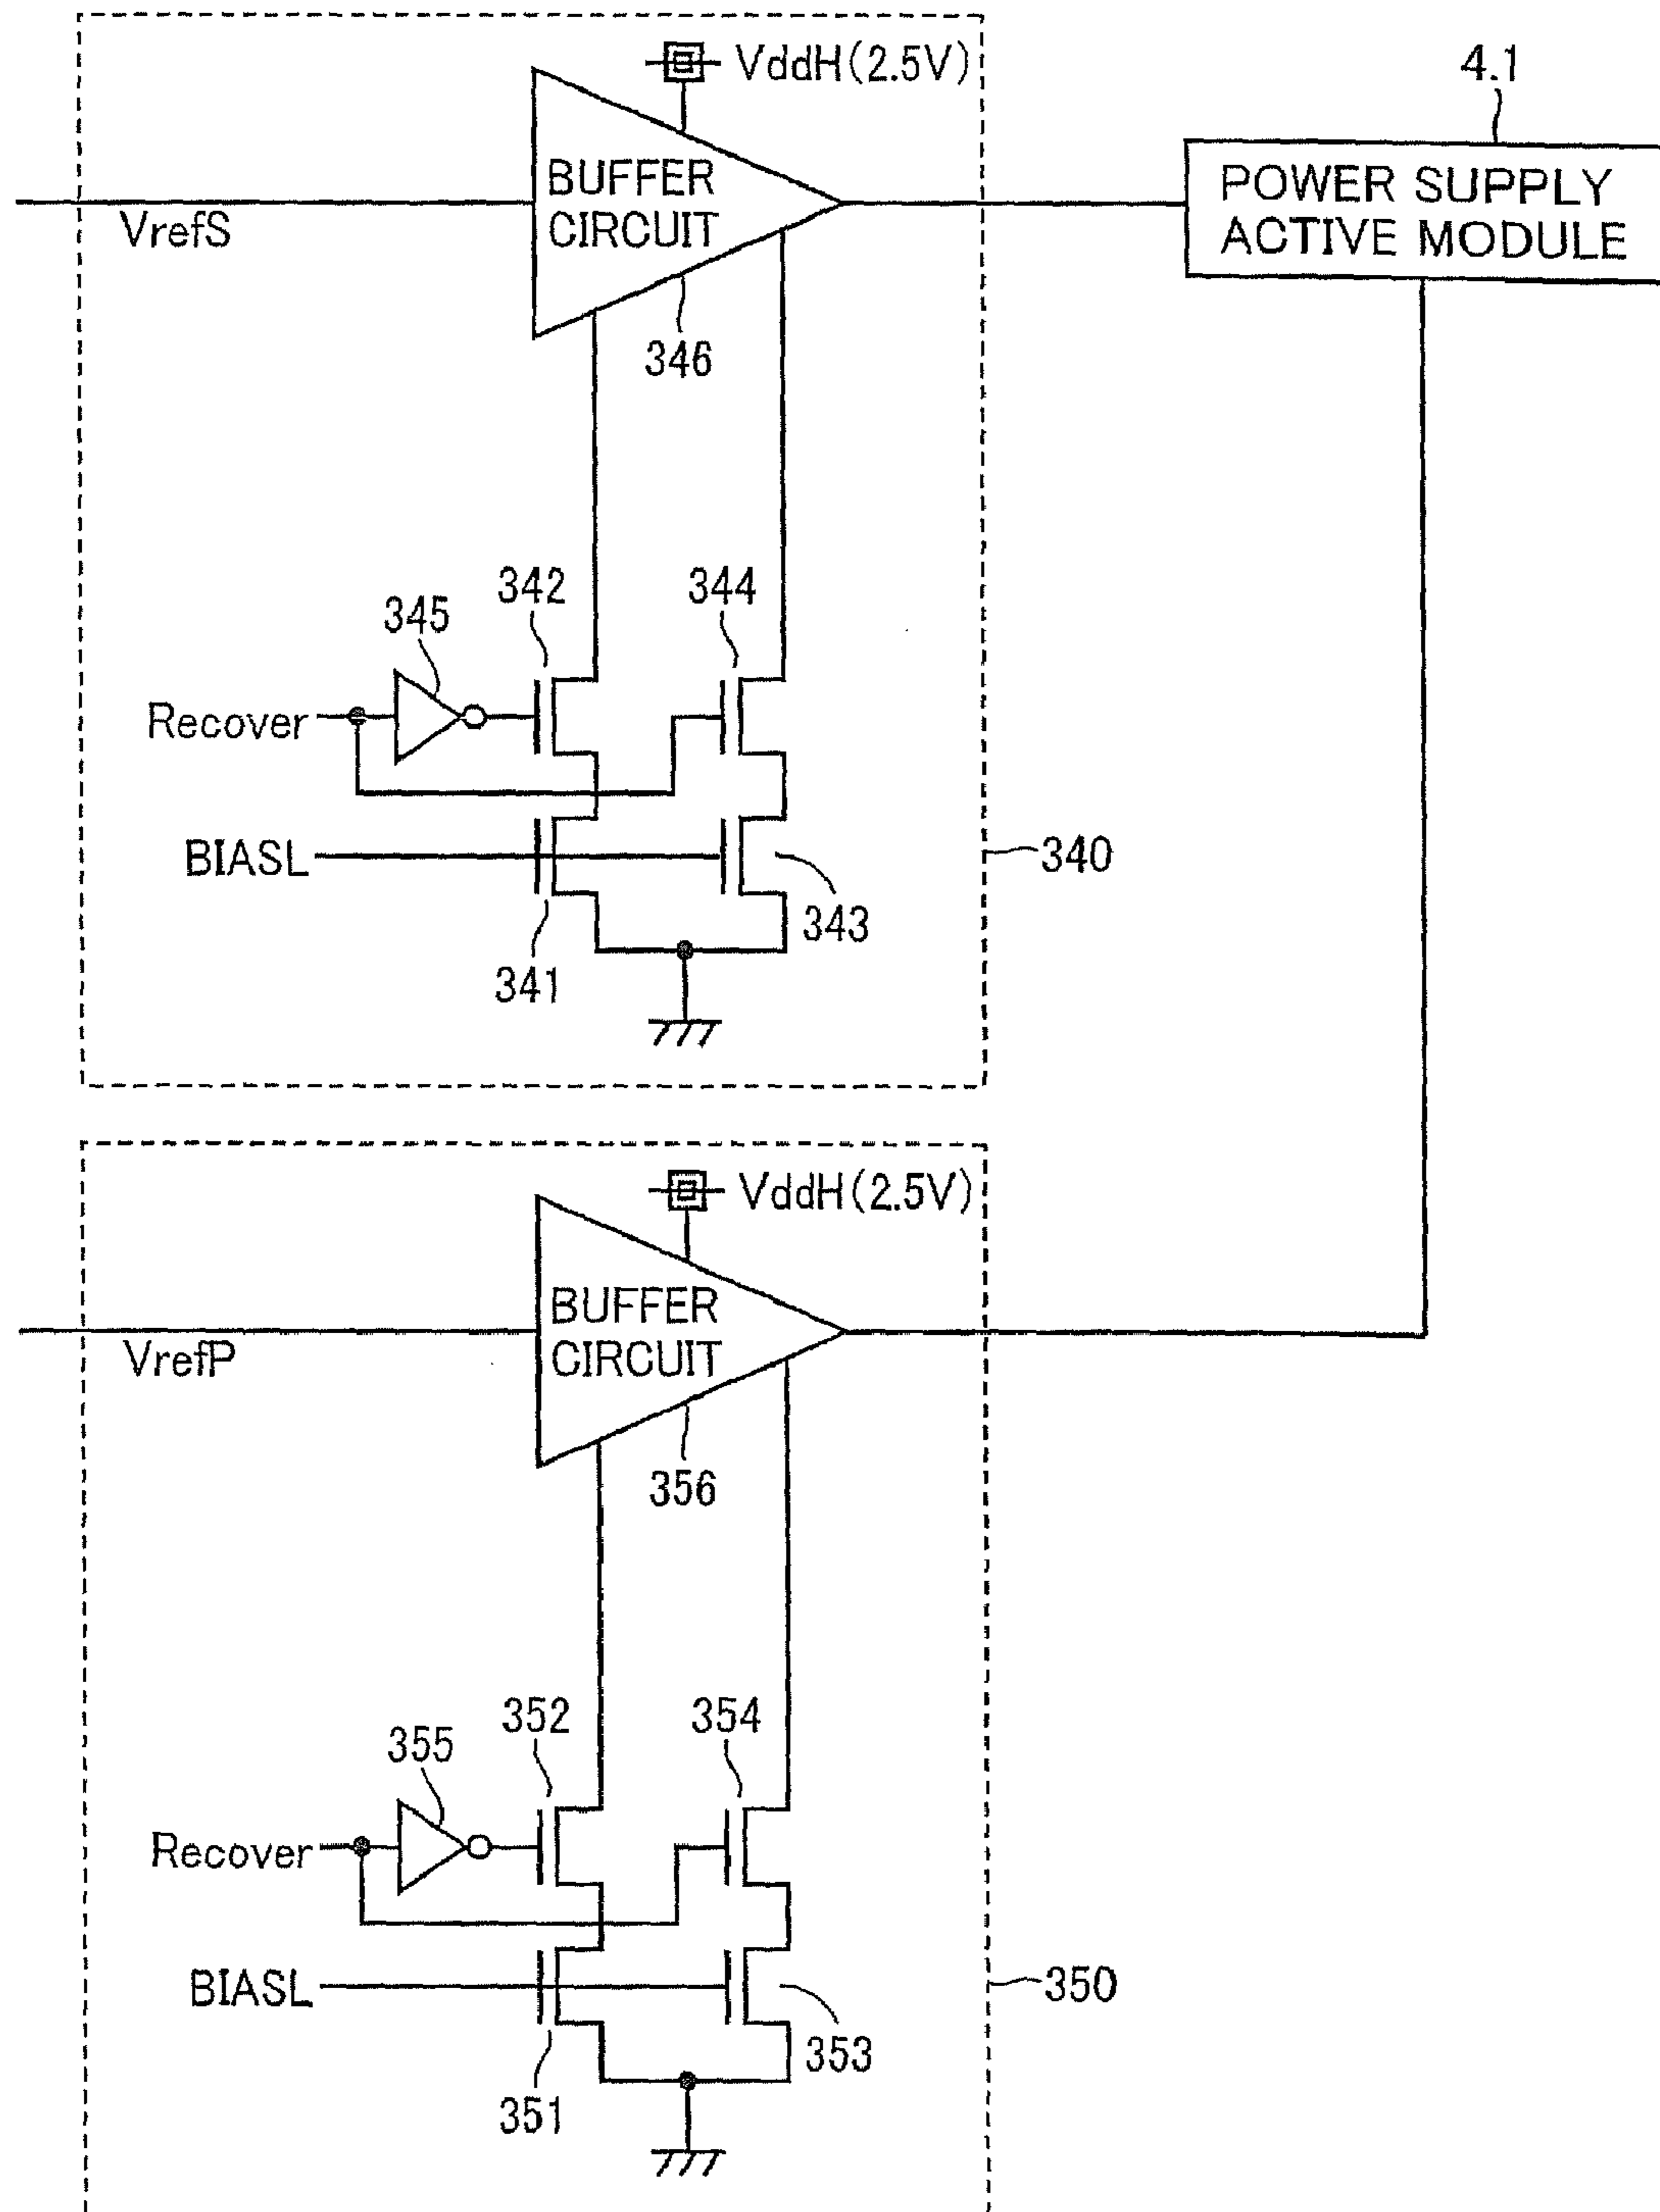 VddH(2.5V)
4.1
BUFFER
CIRCUIT
POWER SUPPLY
ACTIVE MODULE
VrefS
346
342
344
345
Recover
BIASL
340
343
341
VddH(2.5V)
BUFFER
CIRCUIT
VrefP
356
352
354
355
Recover
BIASL
350
353
351